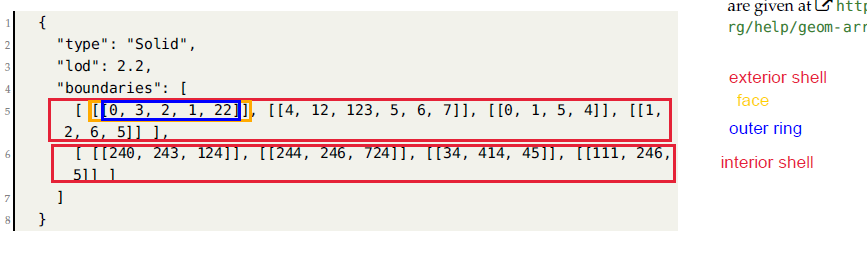 1 {
2 "type": "Solid",
3 "lod": 2.2,
4 "boundaries": [
5 [ [[0, 3, 2, 1, 22]], [[4, 12, 123, 5, 6, 7]], [[0, 1, 5, 4]], [[1,
2, 6, 5]] ],
6 [ [[240, 243, 124]], [[244, 246, 724]], [[34, 414, 45]], [[111, 246,
5]] ]
7 ]
8 }
are given at http
rg/help/geom-arr
exterior shell
face
outer ring
interior shell